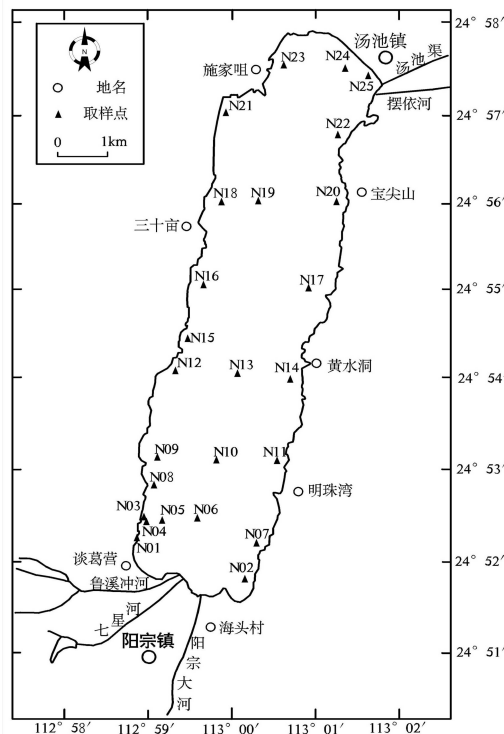 地名
取样点
0 1km
N
汤池镇
汤池渠
摆依河
施家咀
N23
N24
N25
N21
N22
N18
N19
N20
宝尖山
三十亩
N16
N17
N15
N12
N13
N14
黄水洞
N09
N10
N11
N08
明珠湾
N03
N05
N06
N04
N01
N07
N02
谈葛营
鲁溪冲河
七星河
阳宗镇
海头村
阳宗大河
24° 58′
24° 57′
24° 56′
24° 55′
24° 54′
24° 53′
24° 52′
24° 51′
112° 58′ 112° 59′ 113° 00′ 113° 01′ 113° 02′